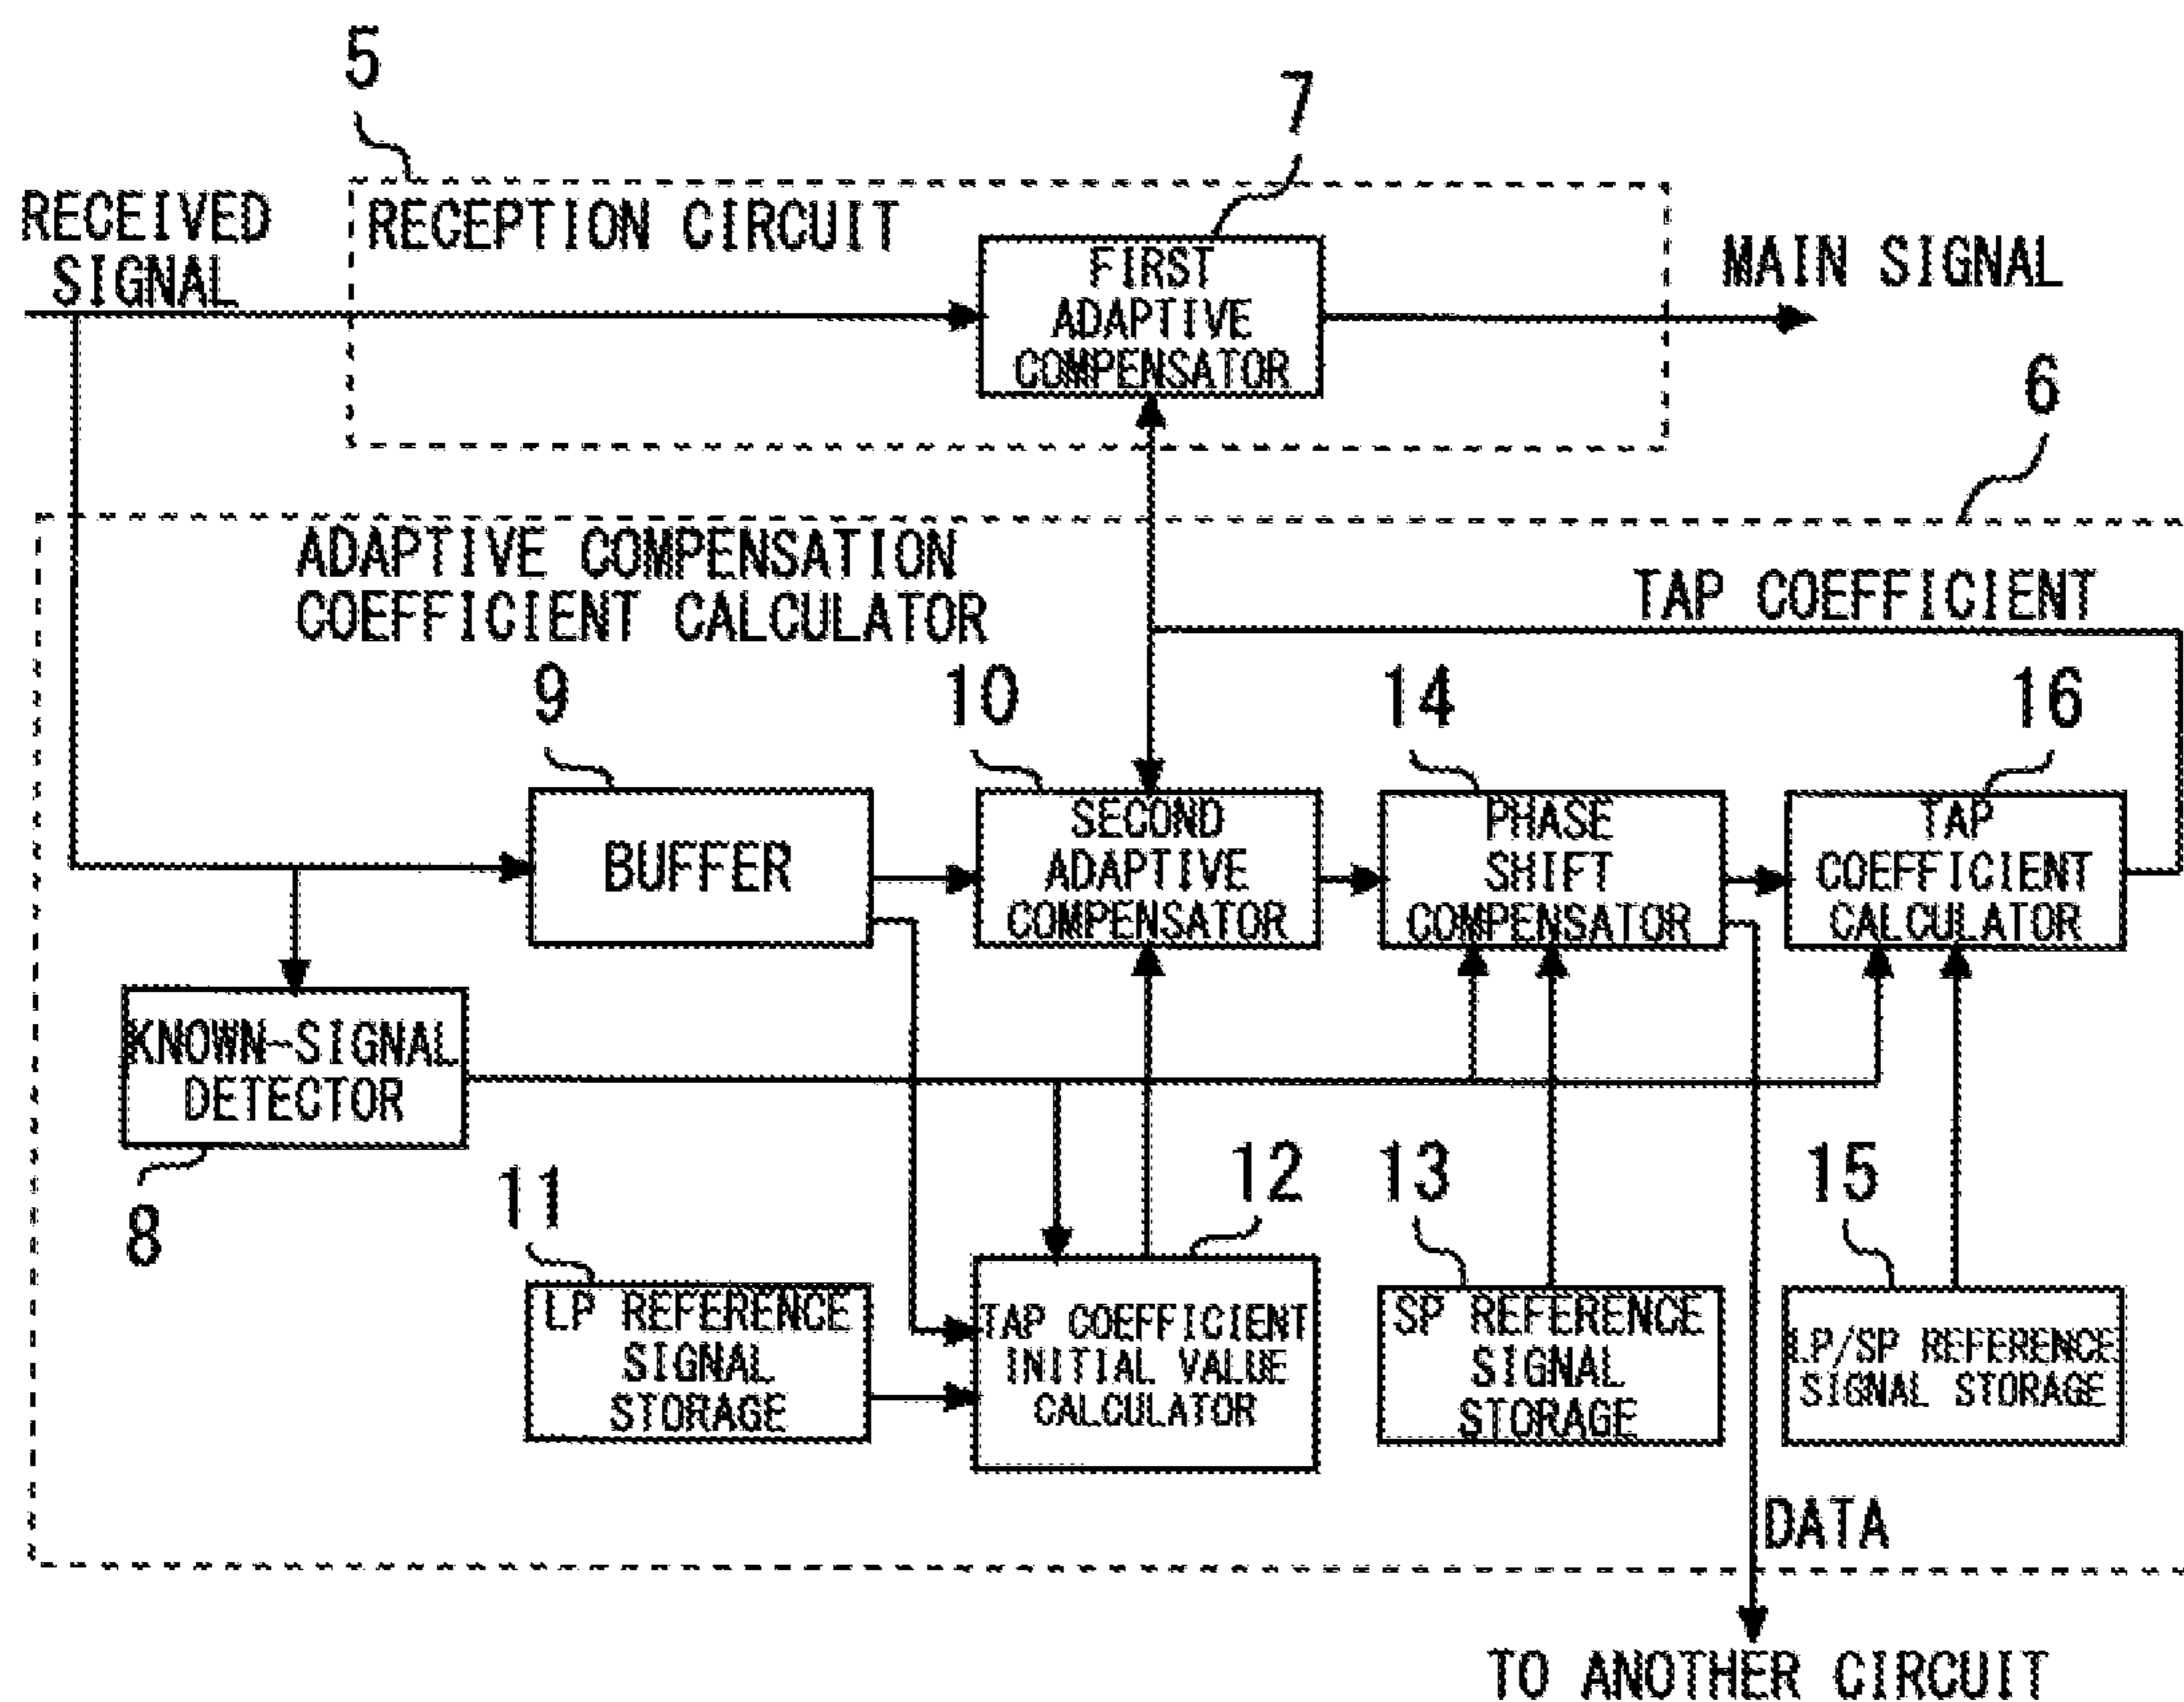 5
7
RECEIVED
SIGNAL
RECEPTION CIRCUIT
FIRST
ADAPTIVE
COMPENSATOR
MAIN SIGNAL
6
ADAPTIVE COMPENSATION
COEFFICIENT CALCULATOR
TAP COEFFICIENT
9
10
14
16
BUFFER
SECOND
ADAPTIVE
COMPENSATOR
PHASE
SHIFT
COMPENSATOR
TAP
COEFFICIENT
CALCULATOR
KNOWN-SIGNAL
DETECTOR
8
11
12
13
15
LP REFERENCE
SIGNAL
STORAGE
TAP COEFFICIENT
INITIAL VALUE
CALCULATOR
SP REFERENCE
SIGNAL
STORAGE
LP/SP REFERENCE
SIGNAL STORAGE
DATA
TO ANOTHER CIRCUIT